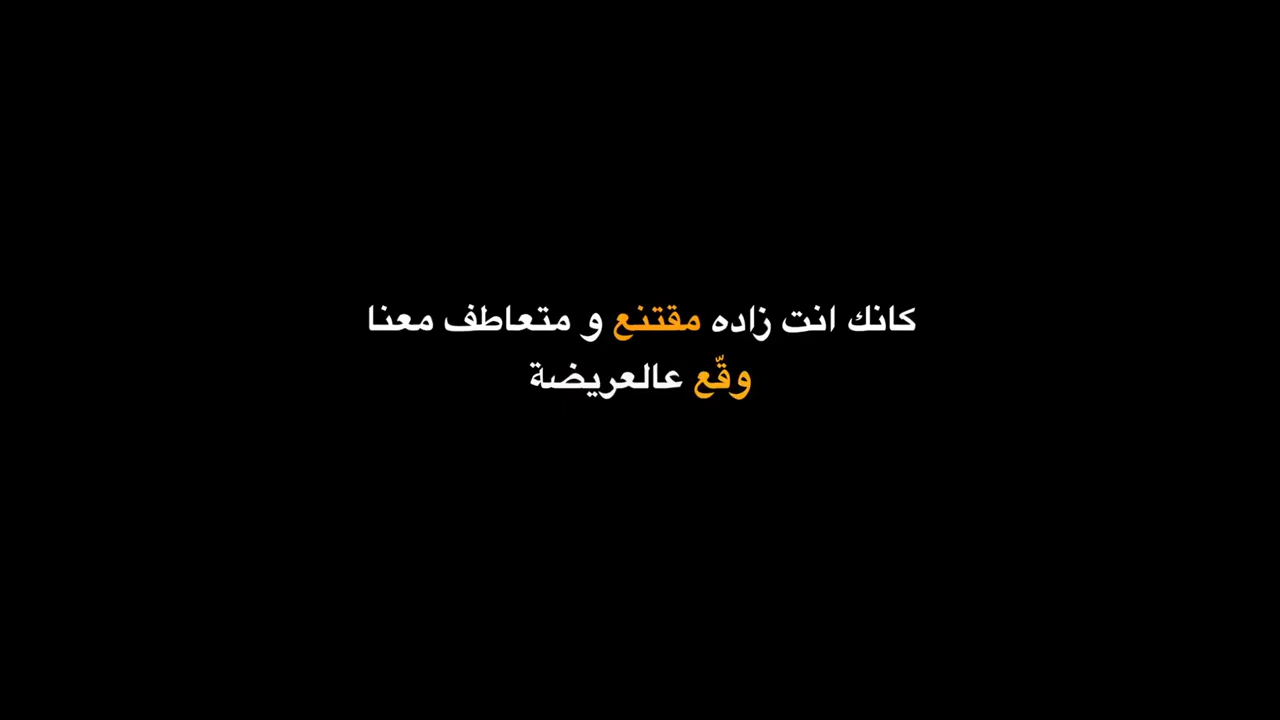 كانك انت زاده مقتنع و متعاطف معنا
وقّع عالعريضة